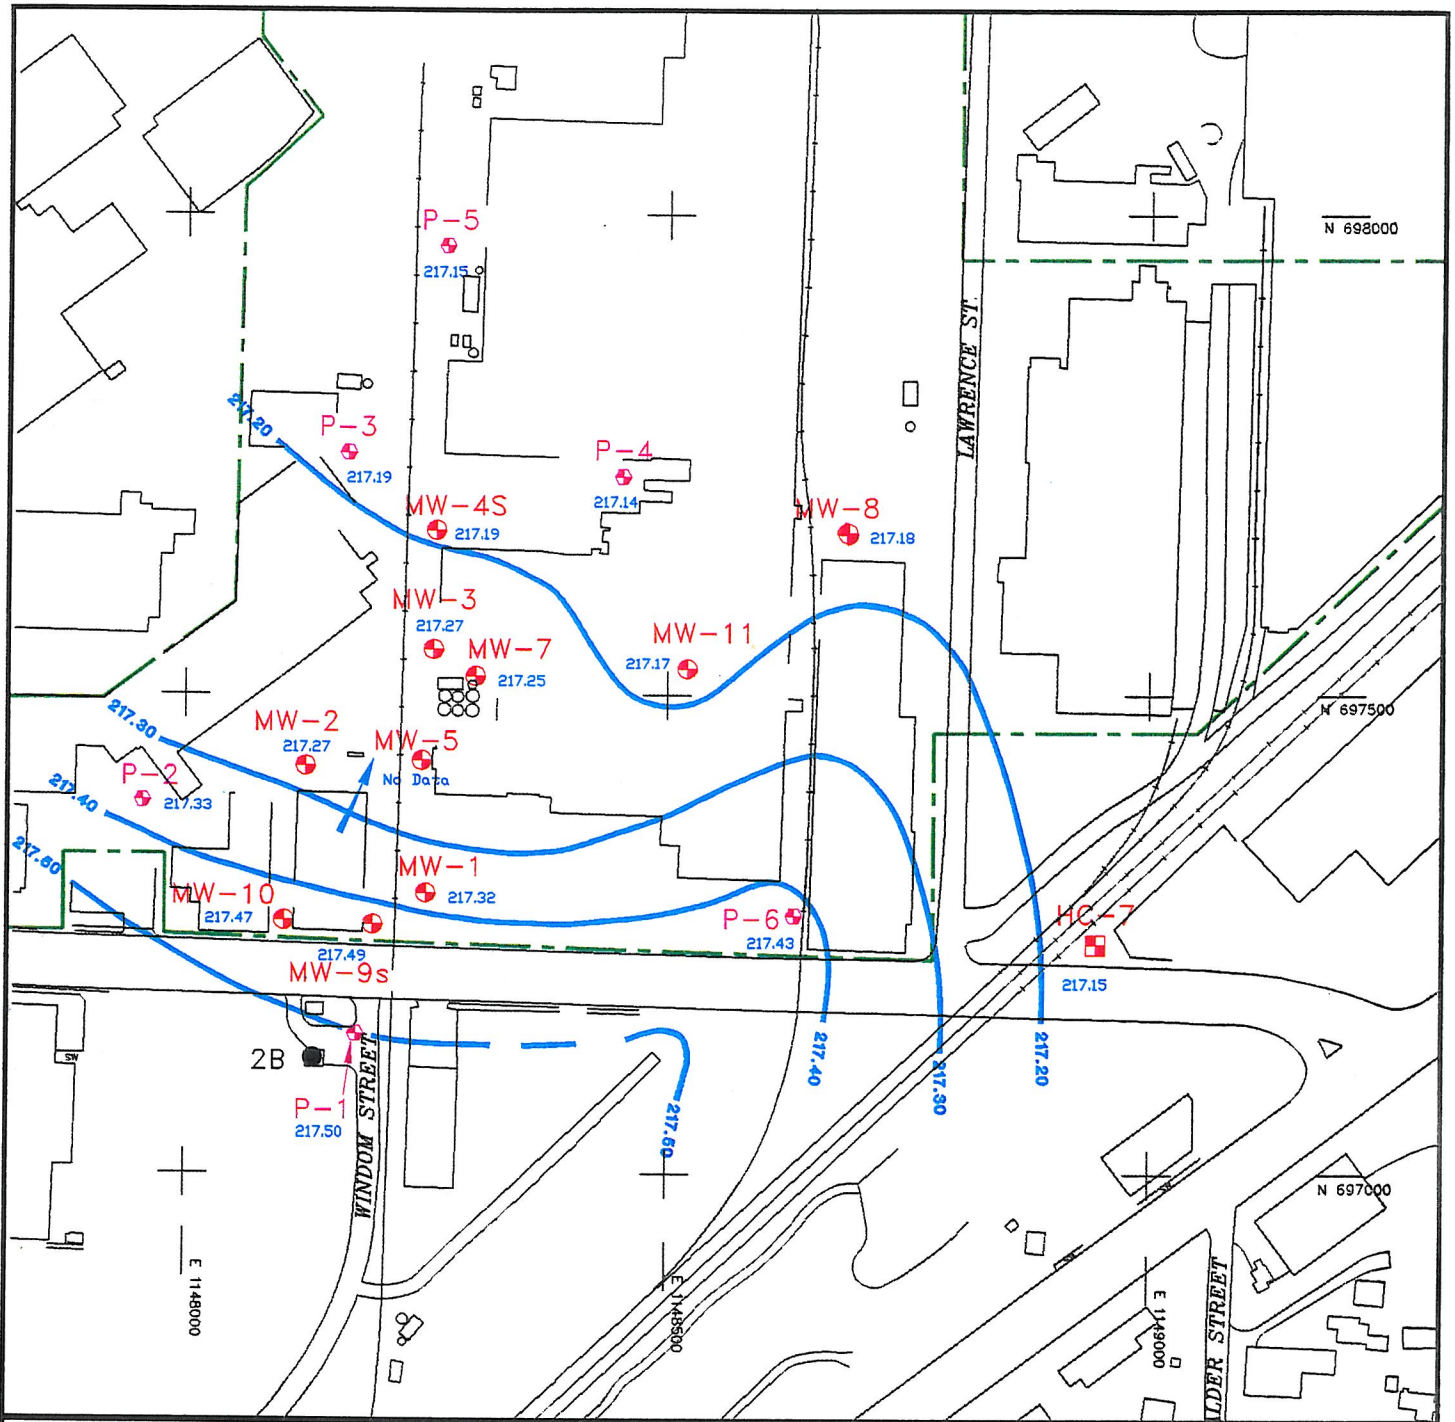 P-5
217.15
N 698000
LAWRENCE ST.
217.20
P-3
217.19
P-4
217.14
MW-4S
217.19
MW-8
217.18
MW-3
217.27
MW-7
217.25
MW-11
217.17
N 697500
217.30
MW-2
217.27
MW-5
No Data
P-2
217.33
217.40
217.50
MW-1
217.32
MW-10
217.47
217.49
MW-9s
P-6
217.43
HC-7
217.15
2B
P-1
217.50
SW
WINDOM STREET
217.50
217.40
217.30
217.20
N 697000
SW
SW
E 1148000
E 1148500
E 1149000
LDER STREET